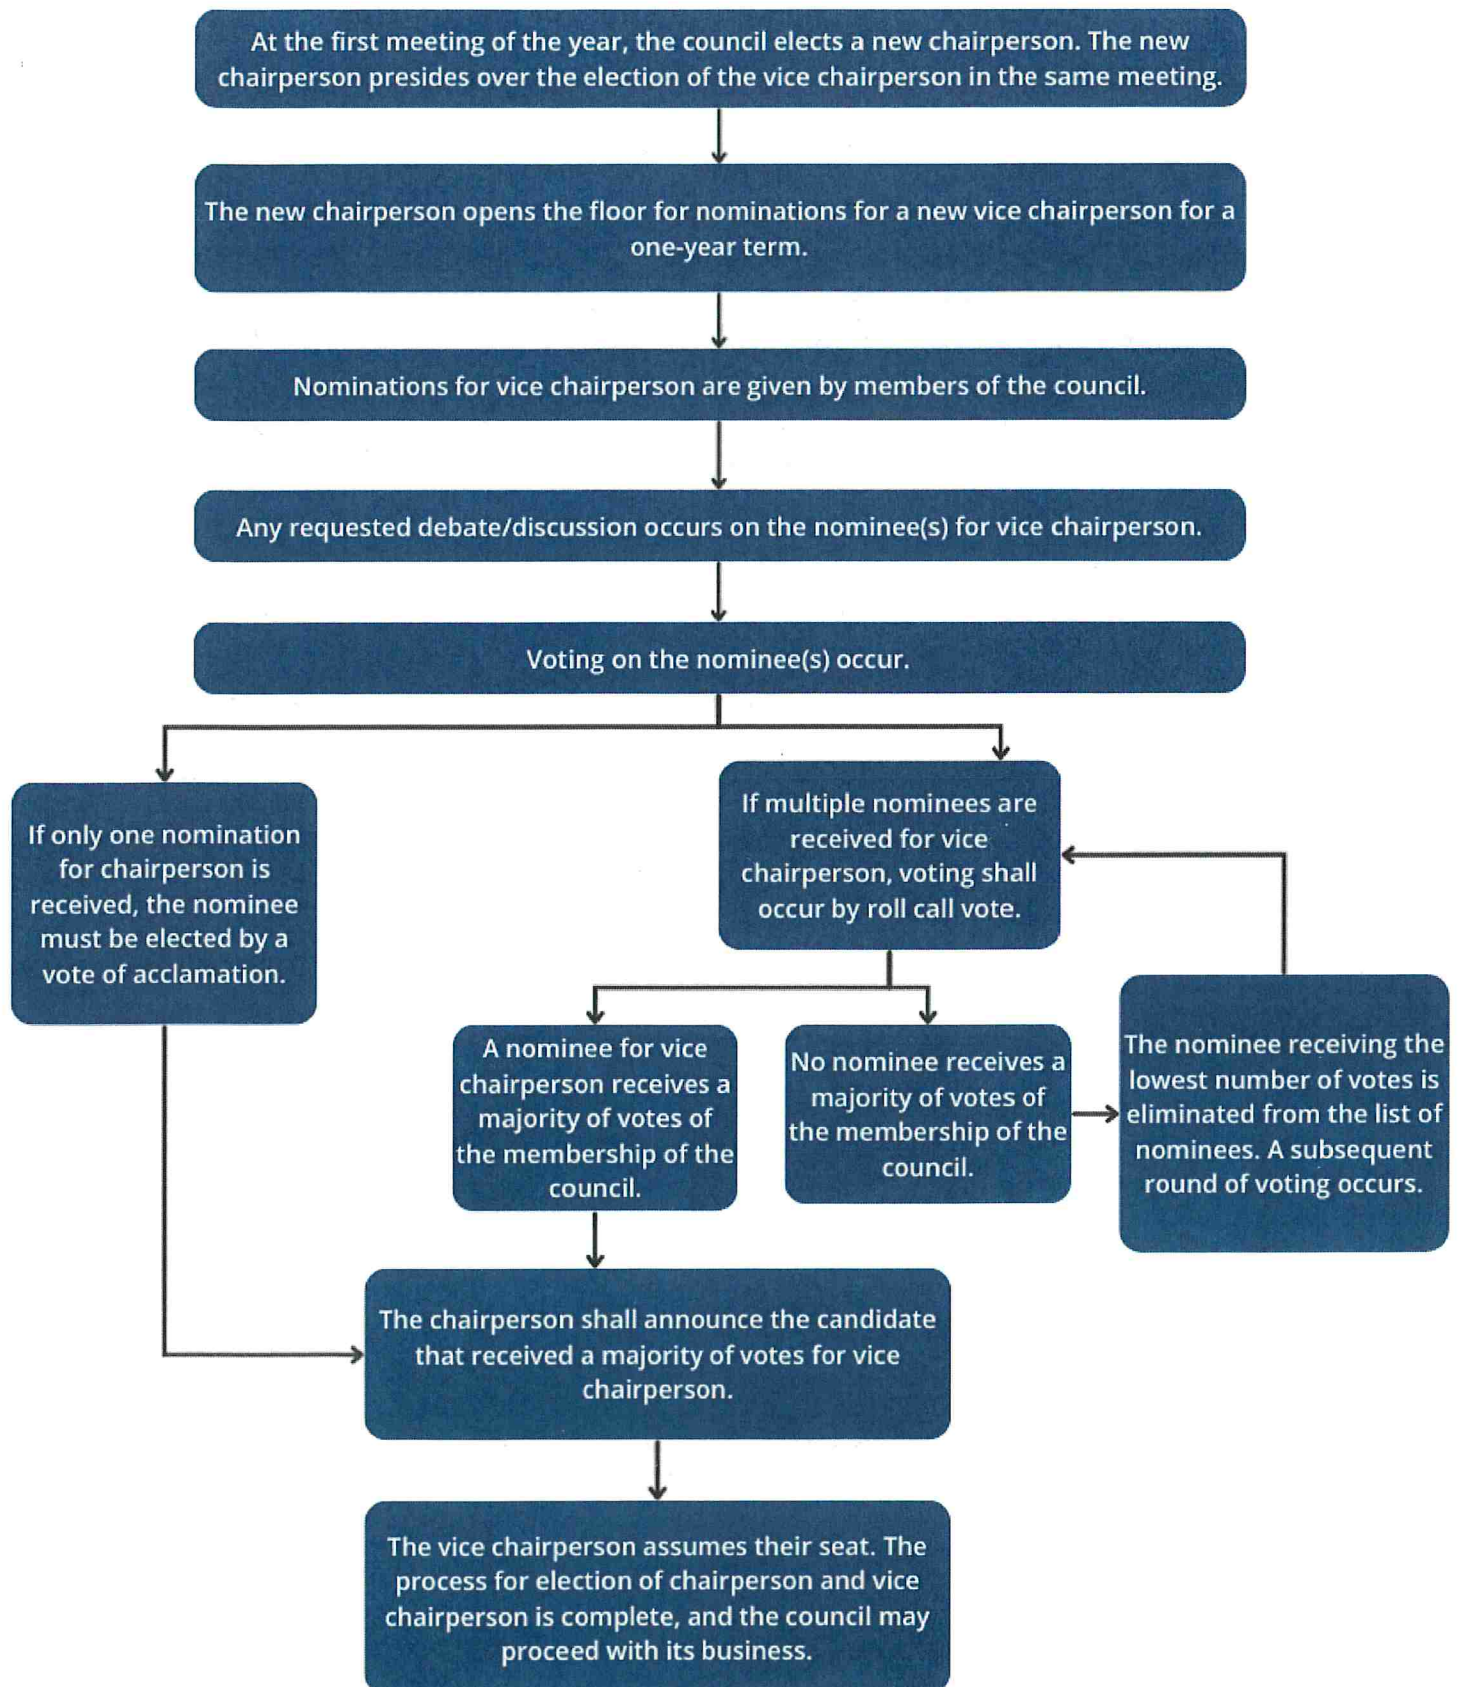 At the first meeting of the year, the council elects a new chairperson. The new
chairperson presides over the election of the vice chairperson in the same meeting.
The new chairperson opens the floor for nominations for a new vice chairperson for a
one-year term.
Nominations for vice chairperson are given by members of the council.
Any requested debate/discussion occurs on the nominee(s) for vice chairperson.
Voting on the nominee(s) occur.
If only one nomination
for chairperson is
received, the nominee
must be elected by a
vote of acclamation.
If multiple nominees are
received for vice
chairperson, voting shall
occur by roll call vote.
A nominee for vice
chairperson receives a
majority of votes of
the membership of the
council.
No nominee receives a
majority of votes of
the membership of the
council.
The nominee receiving the
lowest number of votes is
eliminated from the list of
nominees. A subsequent
round of voting occurs.
The chairperson shall announce the candidate
that received a majority of votes for vice
chairperson.
The vice chairperson assumes their seat. The
process for election of chairperson and vice
chairperson is complete, and the council may
proceed with its business.